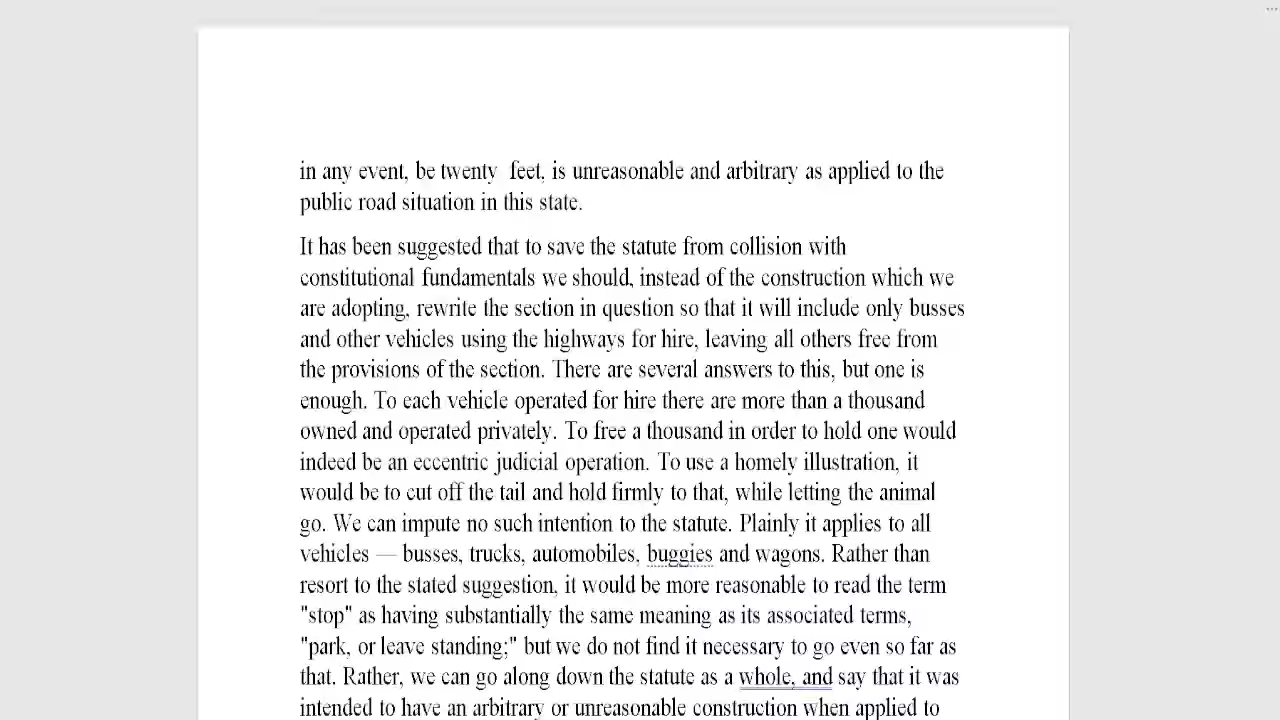 in any event, be twenty  feet, is unreasonable and arbitrary as applied to the
public road situation in this state.
It has been suggested that to save the statute from collision with
constitutional fundamentals we should, instead of the construction which we
are adopting, rewrite the section in question so that it will include only busses
and other vehicles using the highways for hire, leaving all others free from
the provisions of the section. There are several answers to this, but one is
enough. To each vehicle operated for hire there are more than a thousand
owned and operated privately. To free a thousand in order to hold one would
indeed be an eccentric judicial operation. To use a homely illustration, it
would be to cut off the tail and hold firmly to that, while letting the animal
go. We can impute no such intention to the statute. Plainly it applies to all
vehicles — busses, trucks, automobiles, buggies and wagons. Rather than
resort to the stated suggestion, it would be more reasonable to read the term
"stop" as having substantially the same meaning as its associated terms,
"park, or leave standing;" but we do not find it necessary to go even so far as
that. Rather, we can go along down the statute as a whole, and say that it was
intended to have an arbitrary or unreasonable construction when applied to